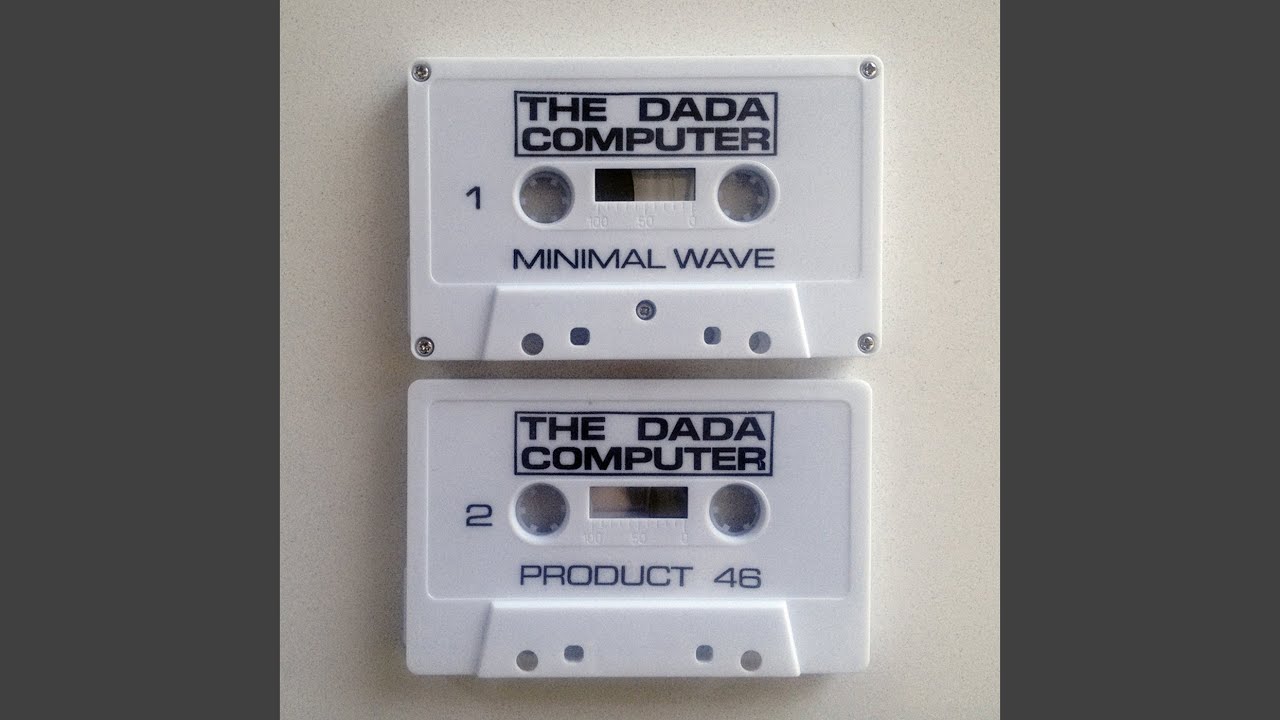 THE DADA
COMPUTER
1
100 50 0
MINIMAL WAVE
THE DADA
COMPUTER
2
100 50 0
PRODUCT 46